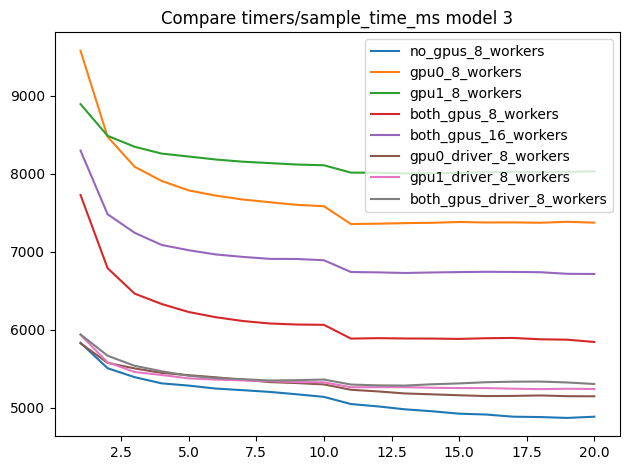 Compare timers/sample_time_ms model 3
no_gpus_8_workers
gpu0_8_workers
gpu1_8_workers
both_gpus_8_workers
both_gpus_16_workers
gpu0_driver_8_workers
gpu1_driver_8_workers
both_gpus_driver_8_workers
9000
8000
7000
6000
5000
2.5 5.0 7.5 10.0 12.5 15.0 17.5 20.0